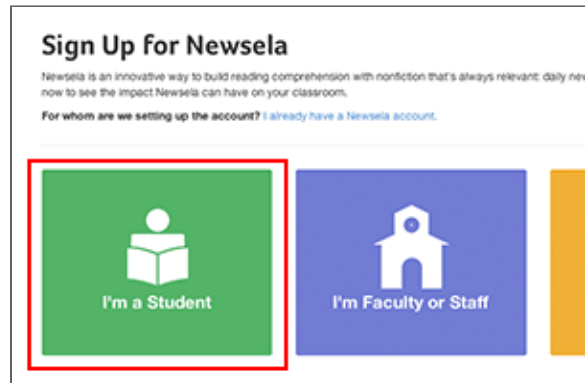 Sign Up for Newsela
Newsela is an innovative way to build reading comprehension with nonfiction that's always relevant: daily
now to see the impact Newsela can have on your classroom.
For whom are we setting up the account? I already have a Newsela account.
I'm a Student
I'm Faculty or Staff